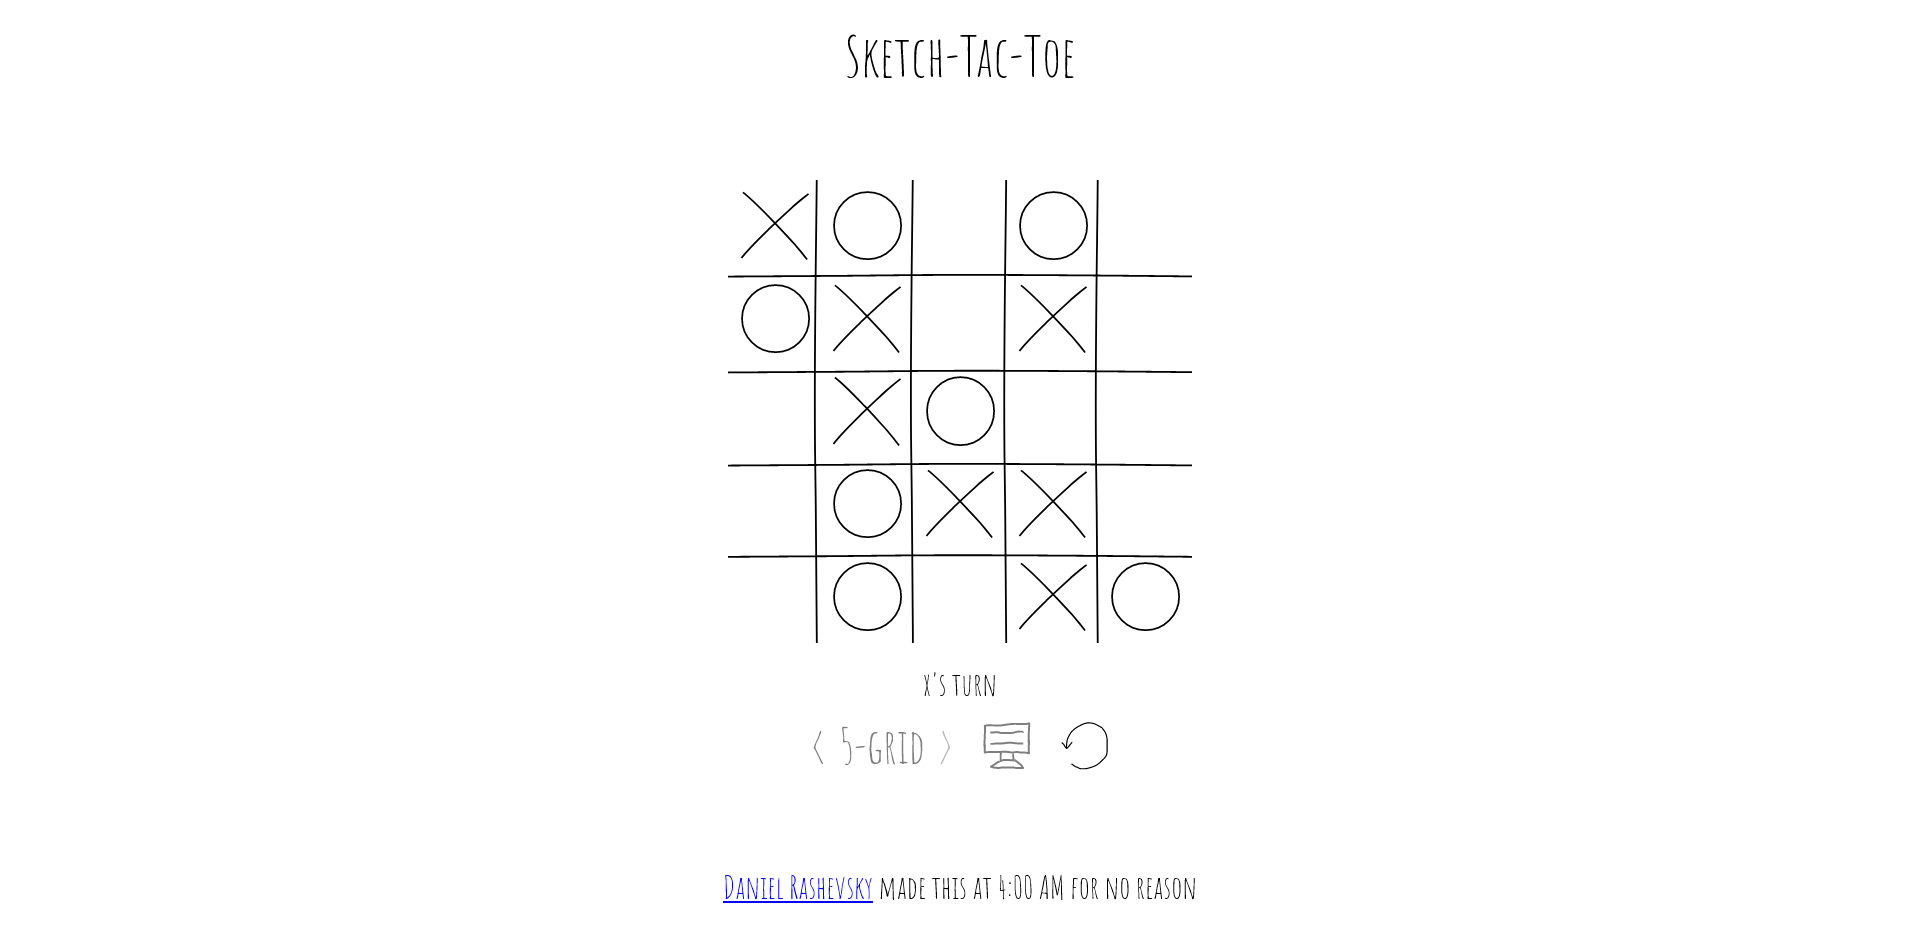 Sketch-Tac-Toe
X's turn
< 5-grid >
Daniel Rashevsky made this at 4:00 AM for no reason